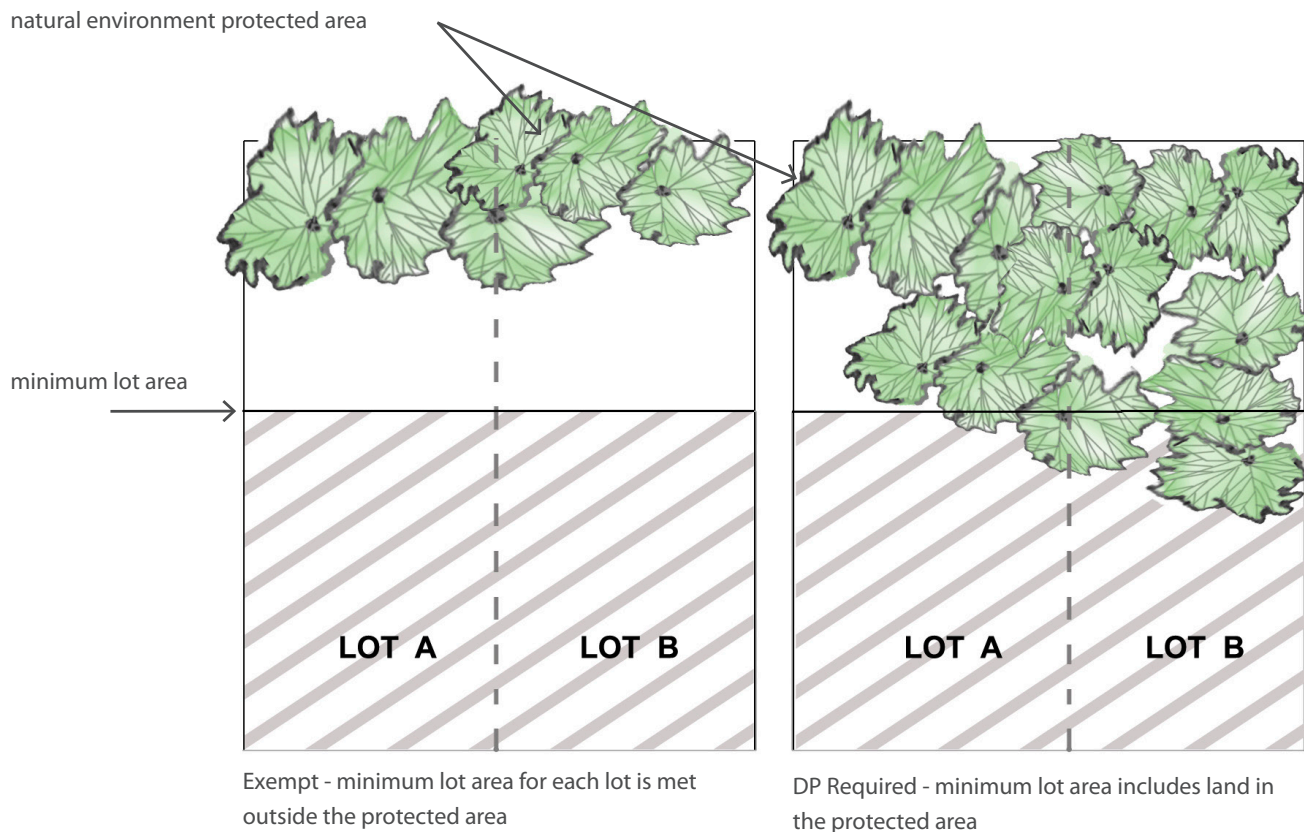 natural environment protected area
minimum lot area
LOT A
LOT B
LOT A
LOT B
Exempt - minimum lot area for each lot is met
outside the protected area
DP Required - minimum lot area includes land in
the protected area